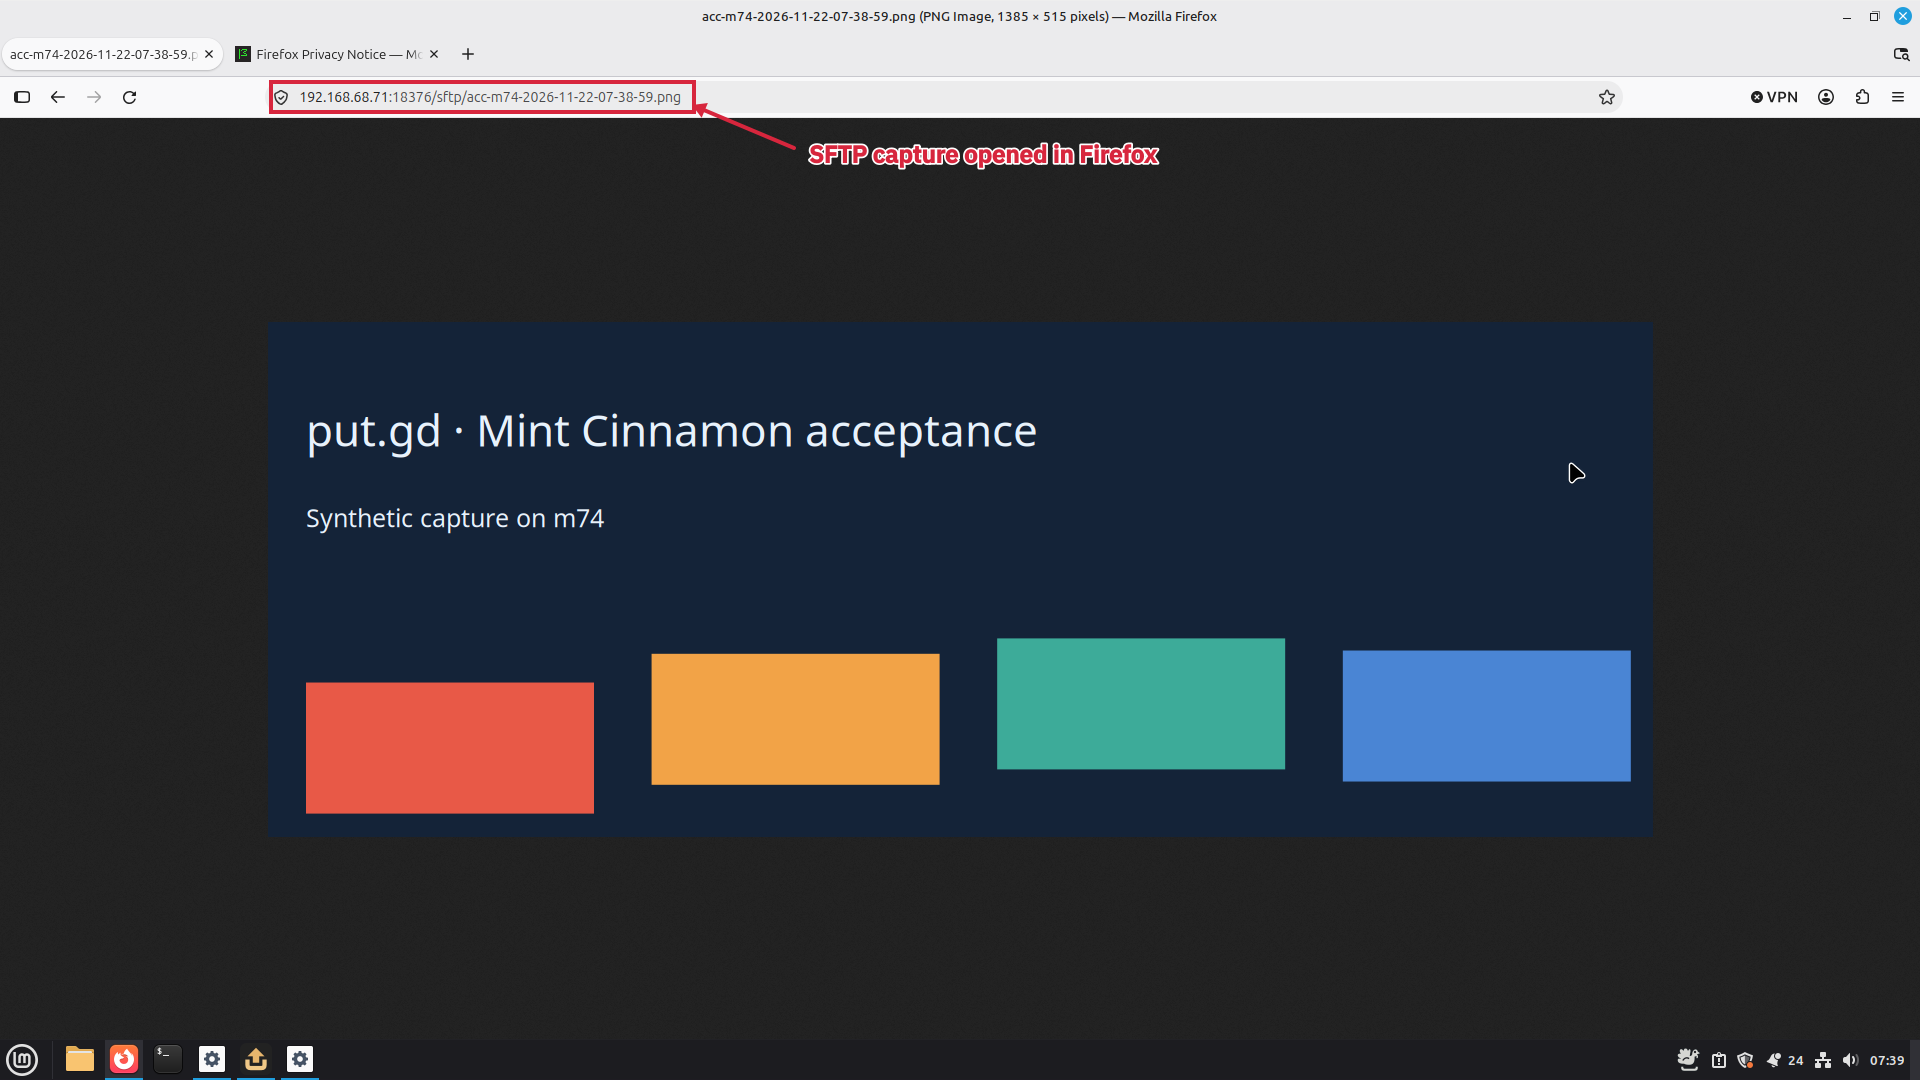 acc-m74-2026-11-22-07-38-59.png (PNG Image, 1385 × 515 pixels) — Mozilla Firefox
acc-m74-2026-11-22-07-38-59.p
Firefox Privacy Notice — Mo
192.168.68.71:18376/sftp/acc-m74-2026-11-22-07-38-59.png
VPN
SFTP capture opened in Firefox
put.gd · Mint Cinnamon acceptance
Synthetic capture on m74
24
07:39